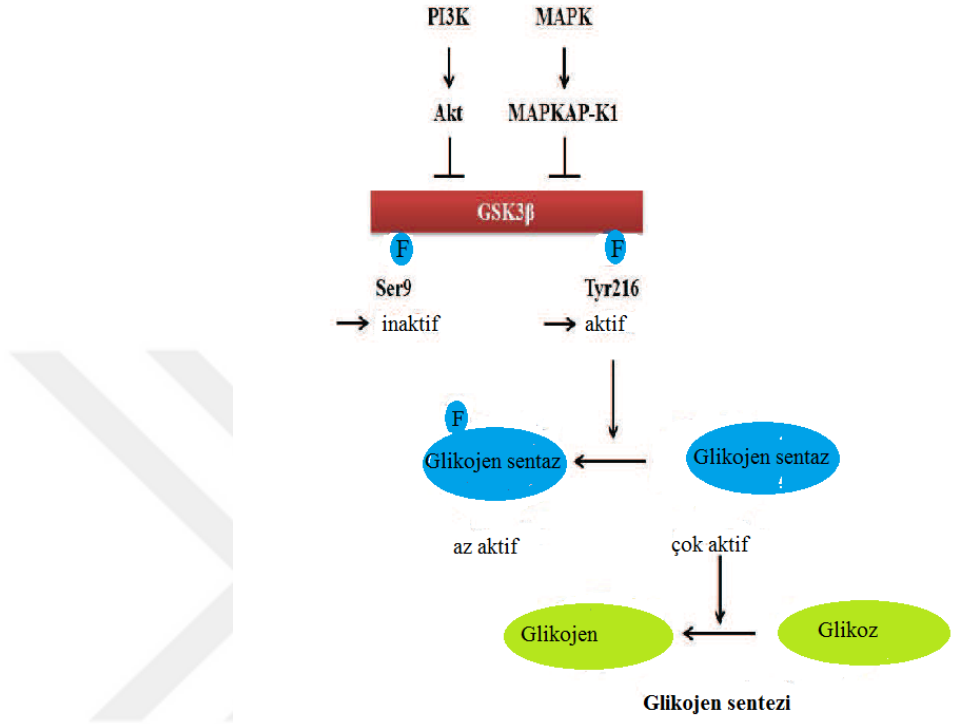 PI3K MAPK
Akt MAPKAP-K1
GSK3β
F F
Ser9 Tyr216
inaktif aktif
F
Glikojen sentaz Glikojen sentaz
az aktif çok aktif
Glikojen Glikoz
Glikojen sentezi